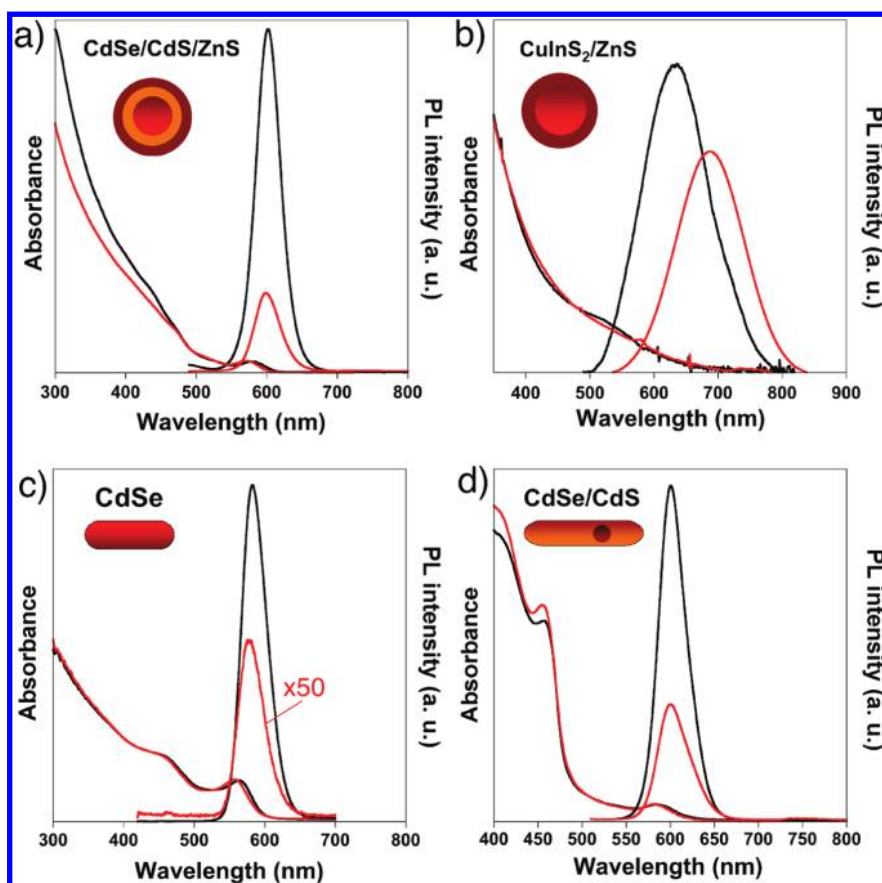 a)
CdSe/CdS/ZnS
Absorbance
PL intensity (a. u.)
300 400 500 600 700 800
Wavelength (nm)
b)
CuInS₂/ZnS
Absorbance
PL intensity (a. u.)
400 500 600 700 800 900
Wavelength (nm)
c)
CdSe
x50
Absorbance
PL intensity (a. u.)
300 400 500 600 700 800
Wavelength (nm)
d)
CdSe/CdS
Absorbance
PL intensity (a. u.)
400 450 500 550 600 650 700 750 800
Wavelength (nm)